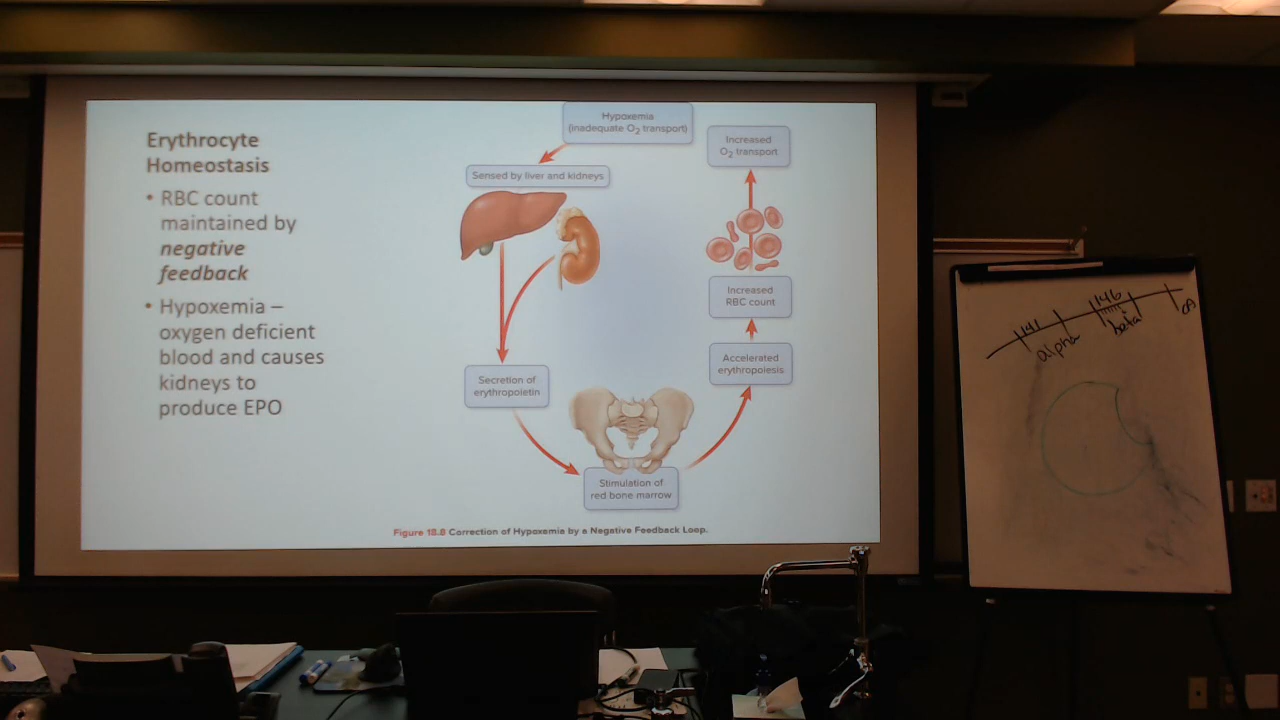 Erythrocyte
Homeostasis
• RBC count
maintained by
negative
feedback
• Hypoxemia –
oxygen deficient
blood and causes
kidneys to
produce EPO
Hypoxemia
(inadequate O₂ transport)
Sensed by liver and kidneys
Secretion of
erythropoietin
Stimulation of
red bone marrow
Accelerated
erythropoiesis
Increased
RBC count
Increased
O₂ transport
Figure 18.8 Correction of Hypoxemia by a Negative Feedback Loop.
141
146
alpha
beta